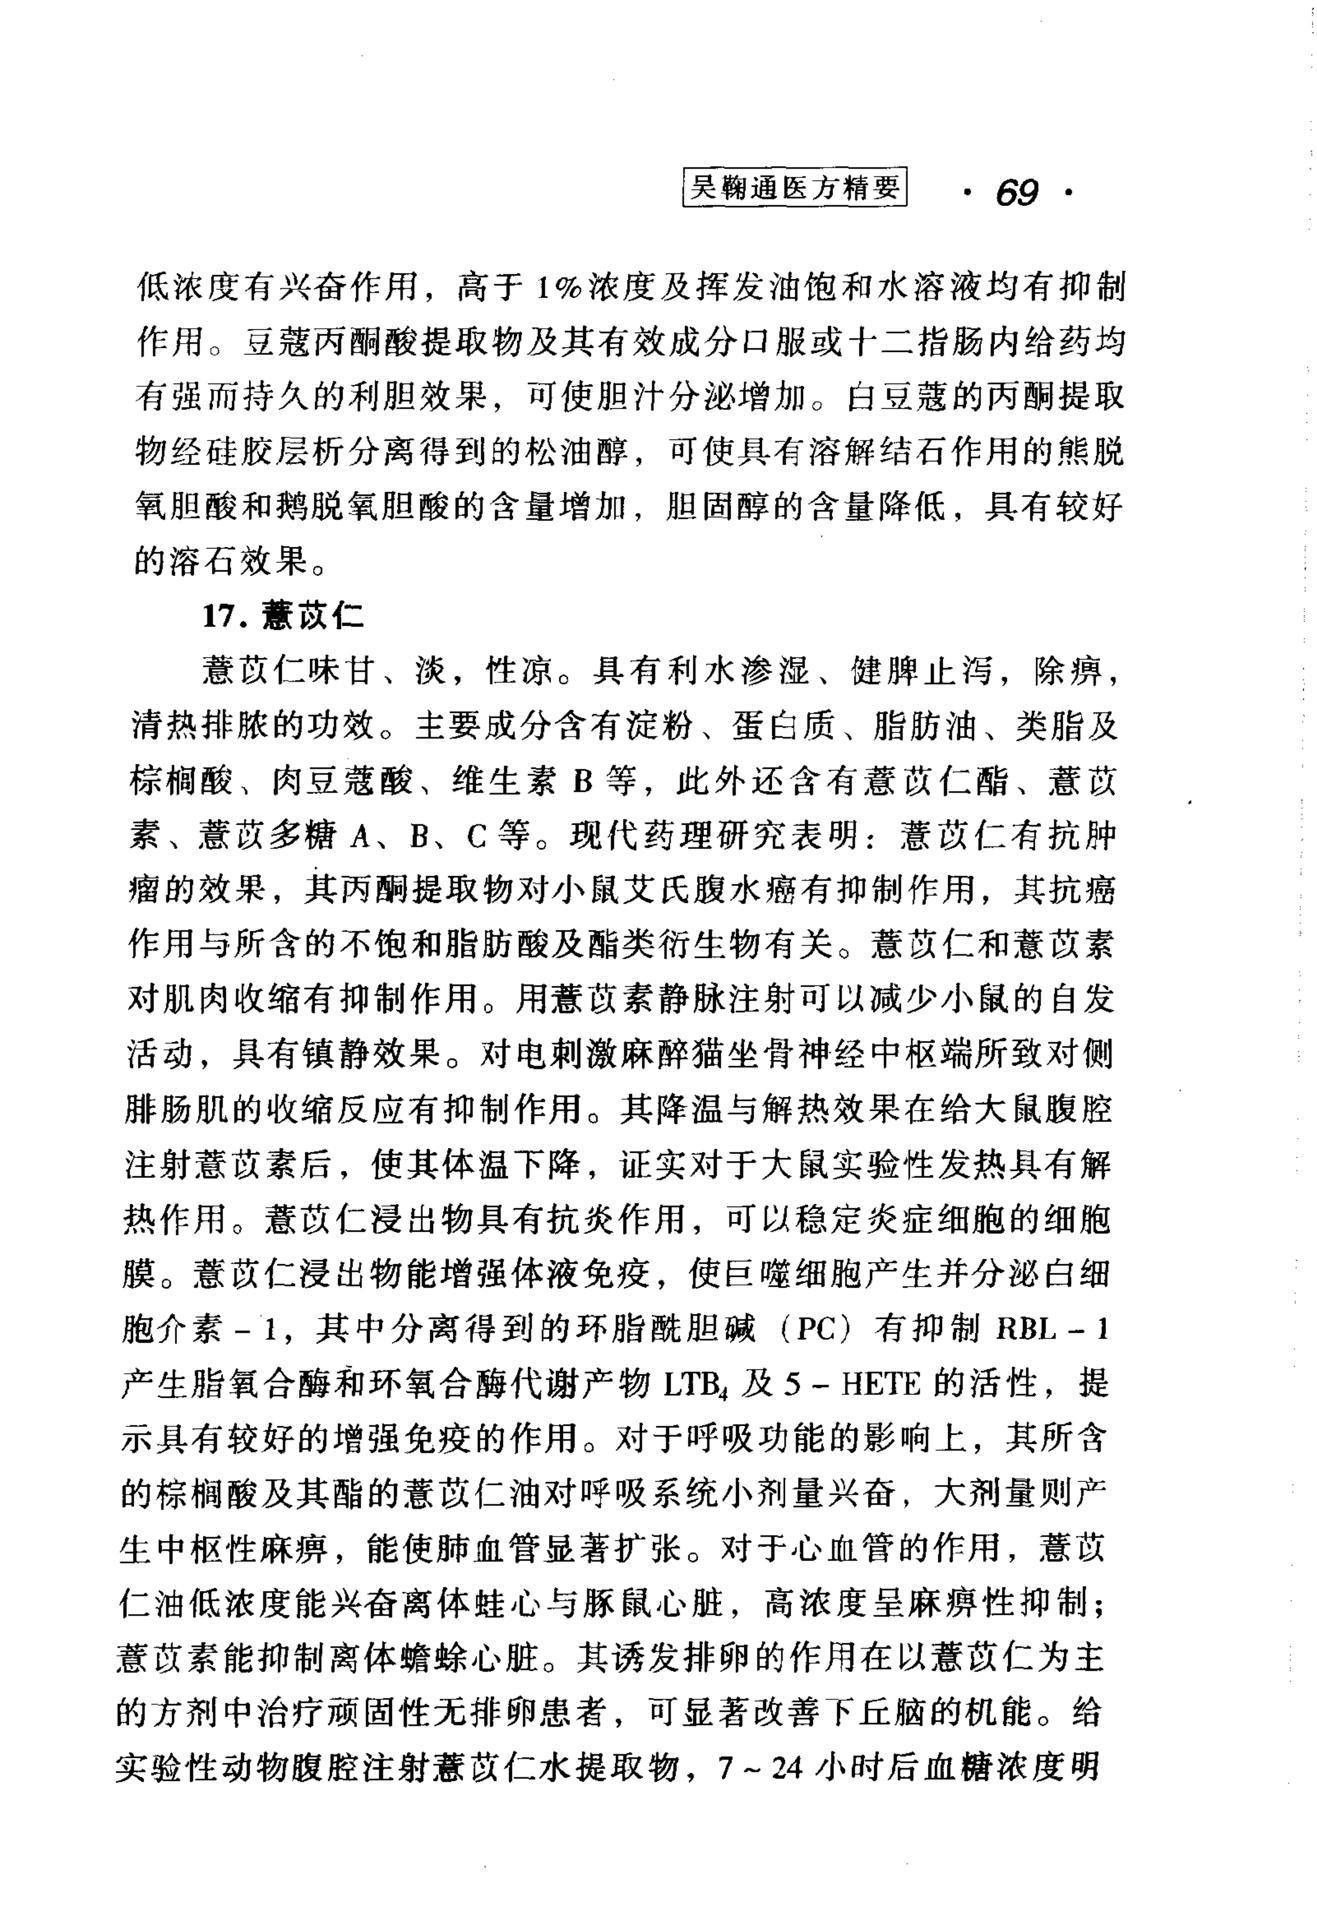 吴鞠通医方精要 · 69 ·
低浓度有兴奋作用，高于 1%浓度及挥发油饱和水溶液均有抑制
作用。豆蔻丙酮酸提取物及其有效成分口服或十二指肠内给药均
有强而持久的利胆效果，可使胆汁分泌增加。白豆蔻的丙酮提取
物经硅胶层析分离得到的松油醇，可使具有溶解结石作用的熊脱
氧胆酸和鹅脱氧胆酸的含量增加，胆固醇的含量降低，具有较好
的溶石效果。
17. 薏苡仁
薏苡仁味甘、淡，性凉。具有利水渗湿、健脾止泻，除痹，
清热排脓的功效。主要成分含有淀粉、蛋白质、脂肪油、类脂及
棕榈酸、肉豆蔻酸、维生素 B 等，此外还含有薏苡仁酯、薏苡
素、薏苡多糖 A、B、C 等。现代药理研究表明：薏苡仁有抗肿
瘤的效果，其丙酮提取物对小鼠艾氏腹水癌有抑制作用，其抗癌
作用与所含的不饱和脂肪酸及酯类衍生物有关。薏苡仁和薏苡素
对肌肉收缩有抑制作用。用薏苡素静脉注射可以减少小鼠的自发
活动，具有镇静效果。对电刺激麻醉猫坐骨神经中枢端所致对侧
腓肠肌的收缩反应有抑制作用。其降温与解热效果在给大鼠腹腔
注射薏苡素后，使其体温下降，证实对于大鼠实验性发热具有解
热作用。薏苡仁浸出物具有抗炎作用，可以稳定炎症细胞的细胞
膜。薏苡仁浸出物能增强体液免疫，使巨噬细胞产生并分泌白细
胞介素－1，其中分离得到的环脂酰胆碱（PC）有抑制 RBL－1
产生脂氧合酶和环氧合酶代谢产物 LTB₄ 及 5－HETE 的活性，提
示具有较好的增强免疫的作用。对于呼吸功能的影响上，其所含
的棕榈酸及其酯的薏苡仁油对呼吸系统小剂量兴奋，大剂量则产
生中枢性麻痹，能使肺血管显著扩张。对于心血管的作用，薏苡
仁油低浓度能兴奋离体蛙心与豚鼠心脏，高浓度呈麻痹性抑制；
薏苡素能抑制离体蟾蜍心脏。其诱发排卵的作用在以薏苡仁为主
的方剂中治疗顽固性无排卵患者，可显著改善下丘脑的机能。给
实验性动物腹腔注射薏苡仁水提取物，7～24 小时后血糖浓度明